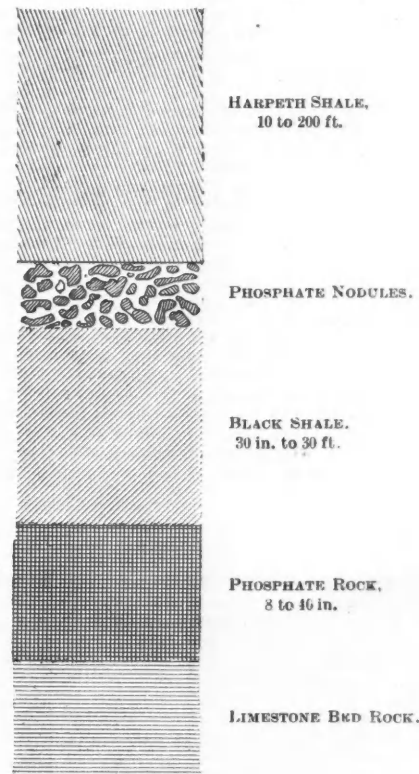 HARPETH SHALE,
10 to 200 ft.
PHOSPHATE NODULES.
BLACK SHALE.
30 in. to 30 ft.
PHOSPHATE ROCK,
8 to 40 in.
LIMESTONE BED ROCK.